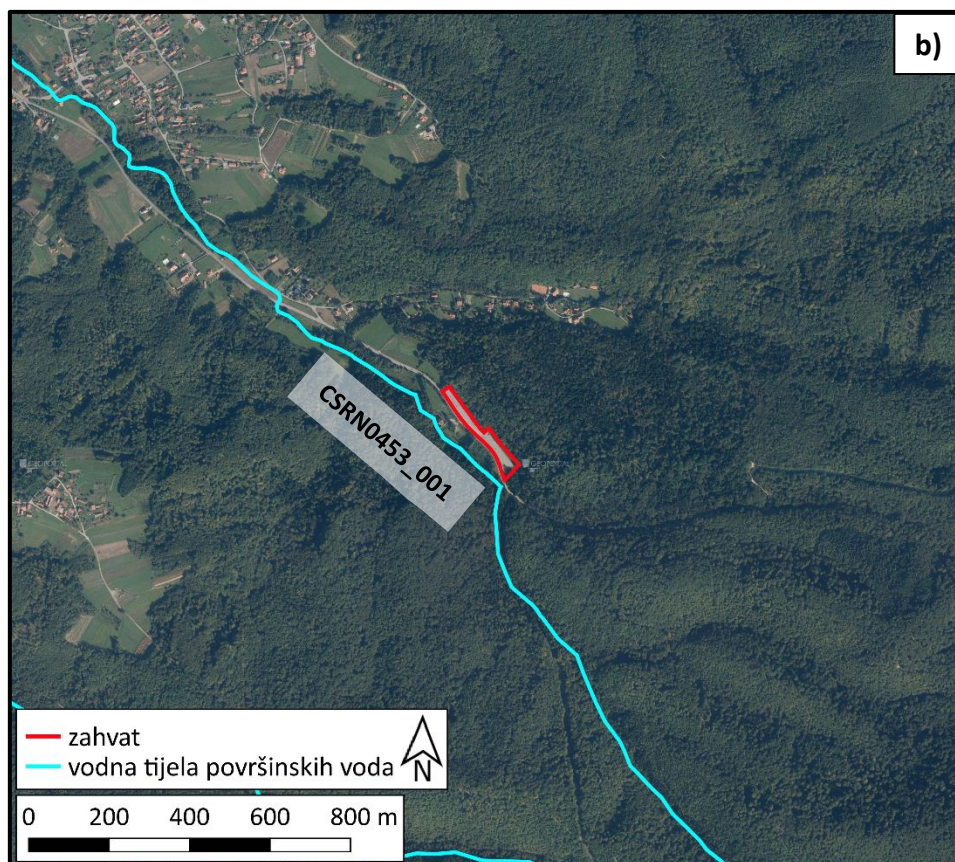 b)
CSRN0453_001
zahvat
vodna tijela površinskih voda
N
0 200 400 600 800 m